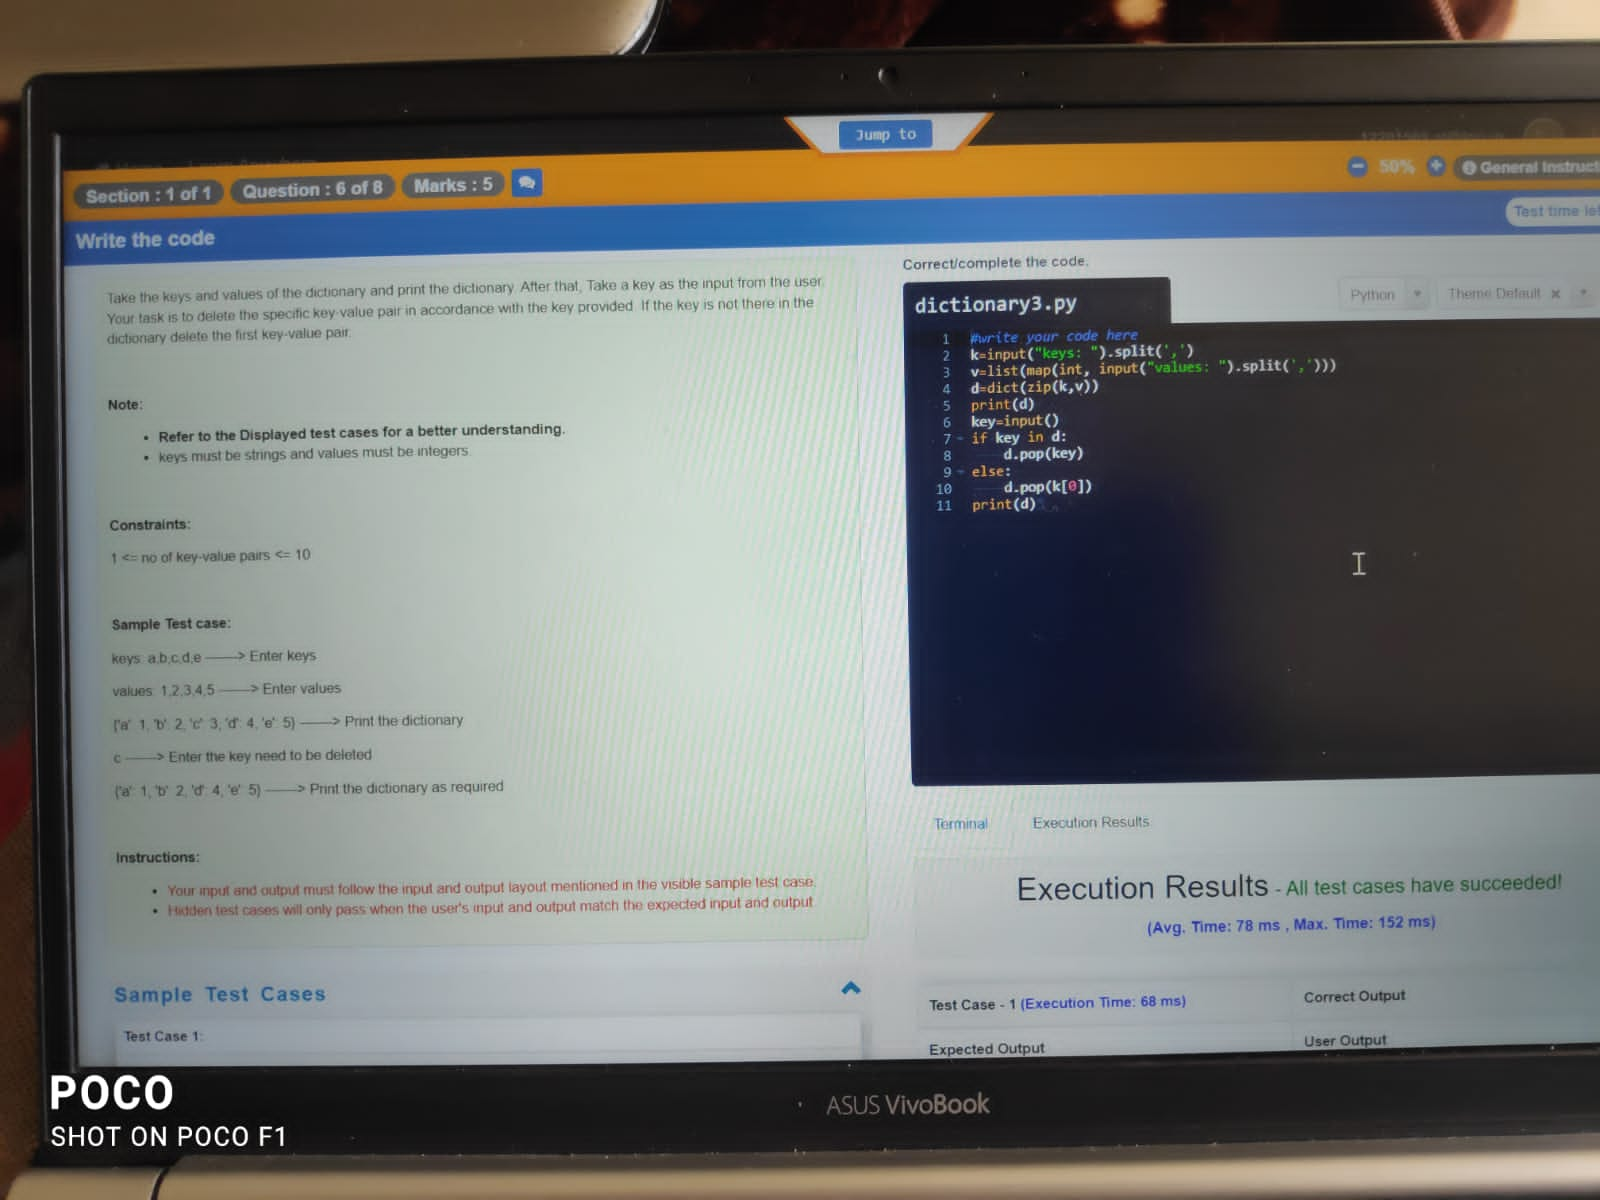 Jump to
Section : 1 of 1 Question : 6 of 8 Marks : 5
50% General Instruct
Write the code
Test time lef
Take the keys and values of the dictionary and print the dictionary. After that, Take a key as the input from the user.
Your task is to delete the specific key-value pair in accordance with the key provided. If the key is not there in the
dictionary delete the first key-value pair.
Note:
• Refer to the Displayed test cases for a better understanding.
• keys must be strings and values must be integers.
Constraints:
1 <= no of key-value pairs <= 10
Sample Test case:
keys: a,b,c,d,e ——> Enter keys
values: 1,2,3,4,5 ——> Enter values
{'a': 1, 'b': 2, 'c': 3, 'd': 4, 'e': 5} ——> Print the dictionary
c ——> Enter the key need to be deleted
{'a': 1, 'b': 2, 'd': 4, 'e': 5} ——> Print the dictionary as required
Instructions:
• Your input and output must follow the input and output layout mentioned in the visible sample test case.
• Hidden test cases will only pass when the user's input and output match the expected input and output.
Sample Test Cases
Test Case 1:
Correct/complete the code.
dictionary3.py
Python Theme Default ×
1 #write your code here
2 k=input("keys: ").split(',')
3 v=list(map(int, input("values: ").split(',')))
4 d=dict(zip(k,v))
5 print(d)
6 key=input()
7 if key in d:
8 d.pop(key)
9 else:
10 d.pop(k[0])
11 print(d)
Terminal Execution Results
Execution Results - All test cases have succeeded!
(Avg. Time: 78 ms , Max. Time: 152 ms)
Test Case - 1 (Execution Time: 68 ms) Correct Output
Expected Output User Output
ASUS VivoBook
POCO
SHOT ON POCO F1